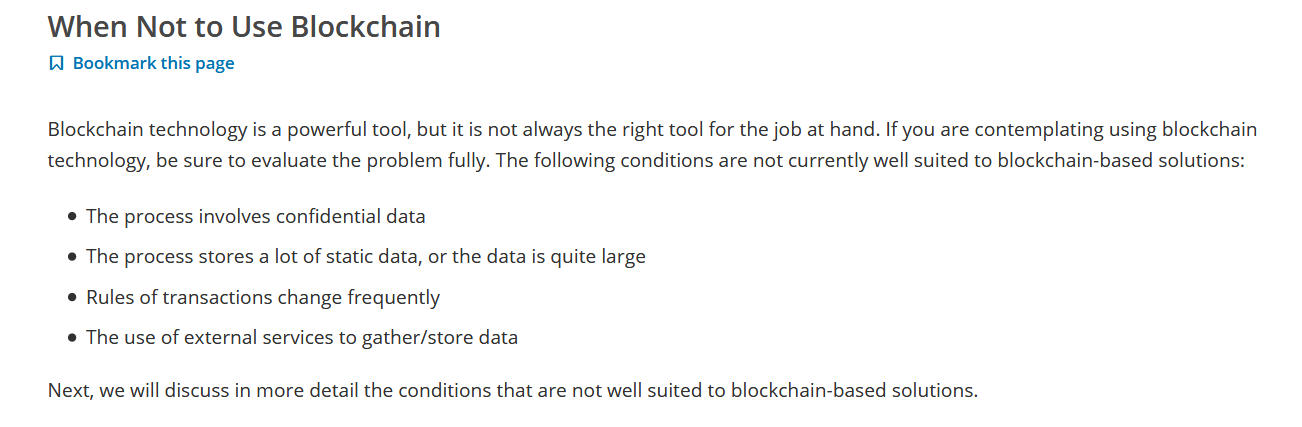 When Not to Use Blockchain
Bookmark this page
Blockchain technology is a powerful tool, but it is not always the right tool for the job at hand. If you are contemplating using blockchain
technology, be sure to evaluate the problem fully. The following conditions are not currently well suited to blockchain-based solutions:
• The process involves confidential data
• The process stores a lot of static data, or the data is quite large
• Rules of transactions change frequently
• The use of external services to gather/store data
Next, we will discuss in more detail the conditions that are not well suited to blockchain-based solutions.